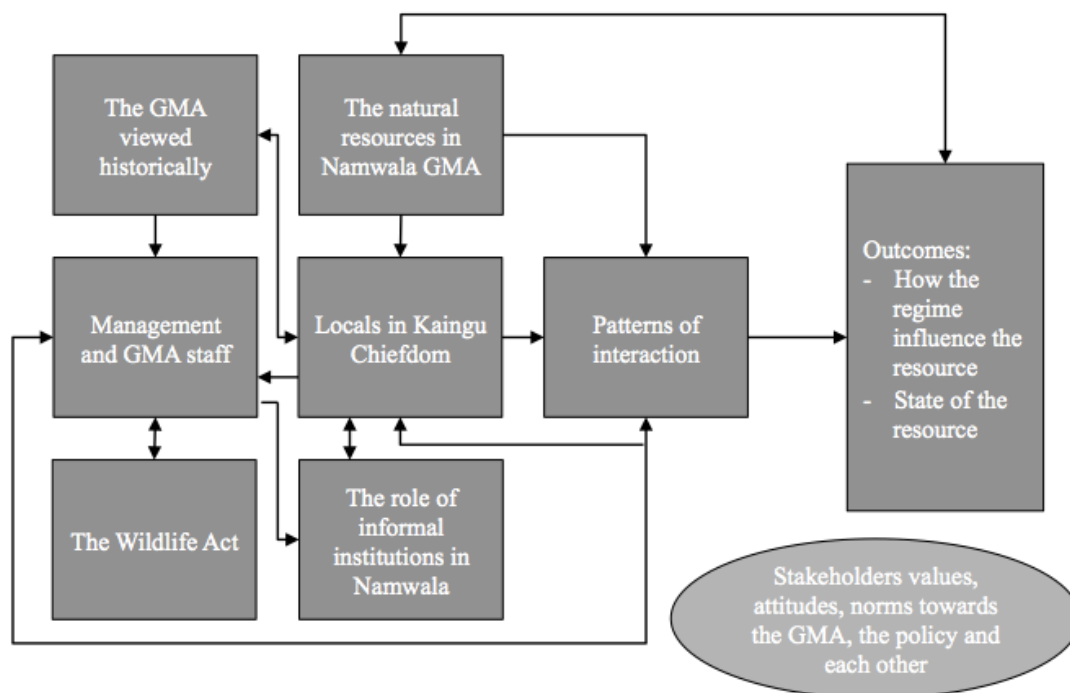 The GMA
viewed
historically
The natural
resources in
Namwala GMA
Management
and GMA staff
Locals in Kaingu
Chiefdom
Patterns of
interaction
Outcomes:
- How the
regime
influence the
resource
- State of the
resource
The Wildlife Act
The role of
informal
institutions in
Namwala
Stakeholders values,
attitudes, norms towards
the GMA, the policy and
each other